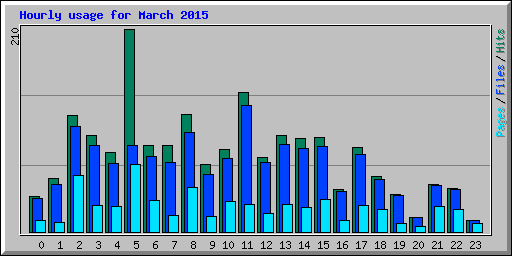 Hourly usage for March 2015
210
Pages/Files/Hits
0 1 2 3 4 5 6 7 8 9 10 11 12 13 14 15 16 17 18 19 20 21 22 23